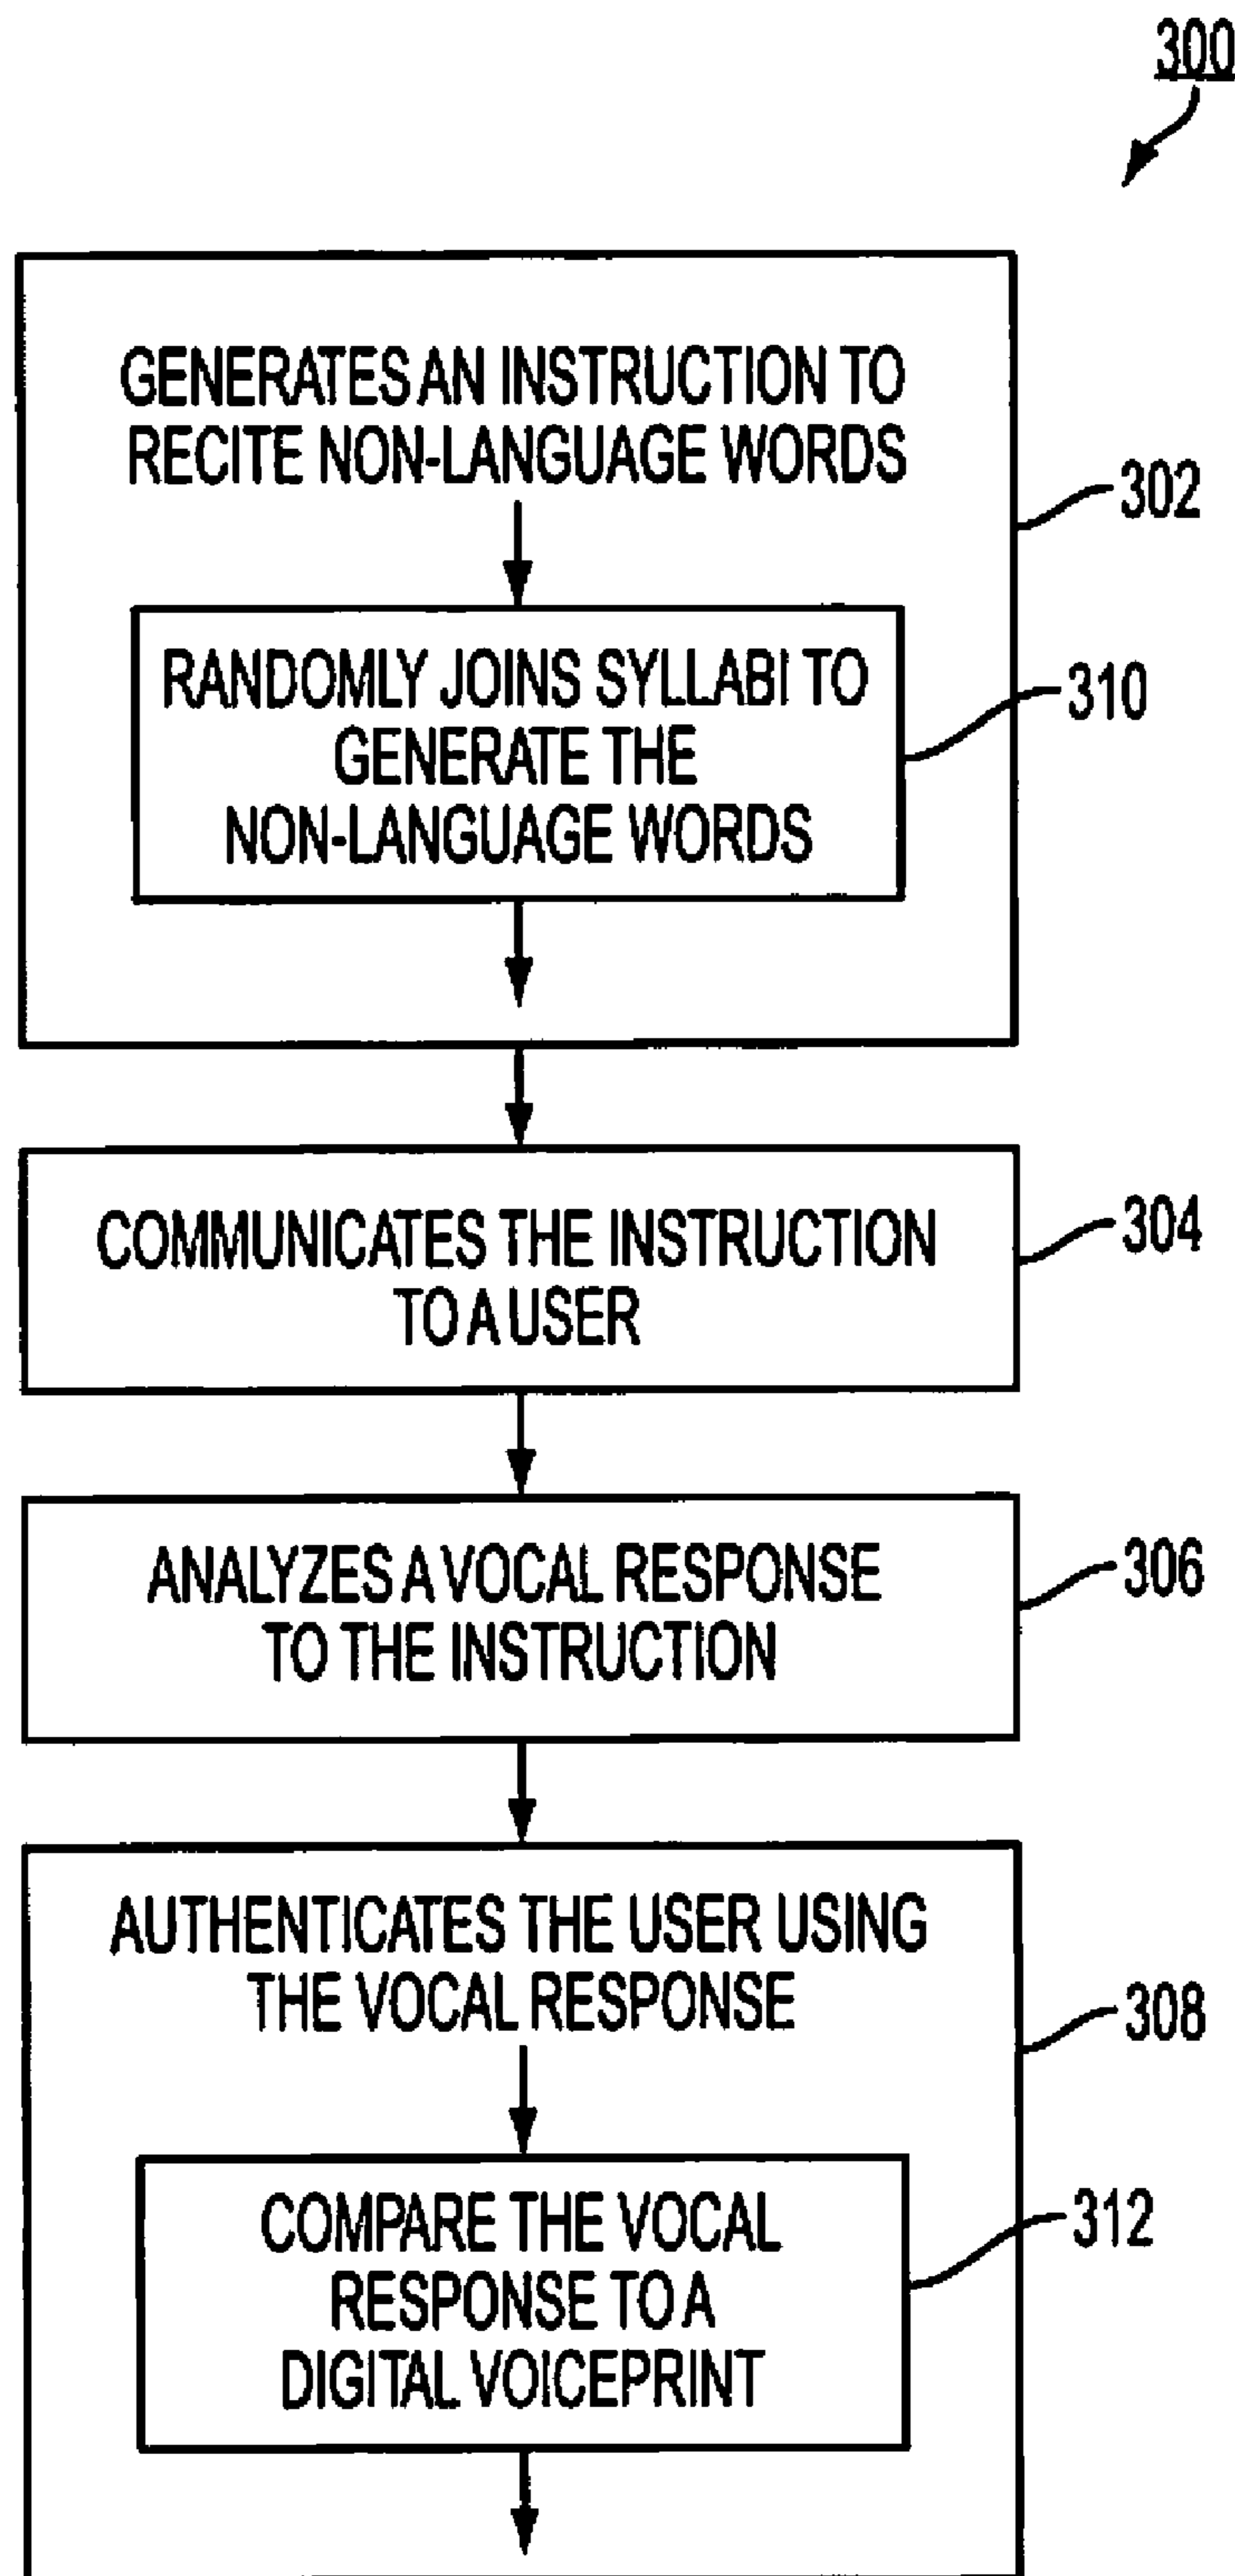 300
GENERATES AN INSTRUCTION TO
RECITE NON-LANGUAGE WORDS
302
RANDOMLY JOINS SYLLABI TO
GENERATE THE
NON-LANGUAGE WORDS
310
COMMUNICATES THE INSTRUCTION
TO A USER
304
ANALYZES A VOCAL RESPONSE
TO THE INSTRUCTION
306
AUTHENTICATES THE USER USING
THE VOCAL RESPONSE
308
COMPARE THE VOCAL
RESPONSE TO A
DIGITAL VOICEPRINT
312